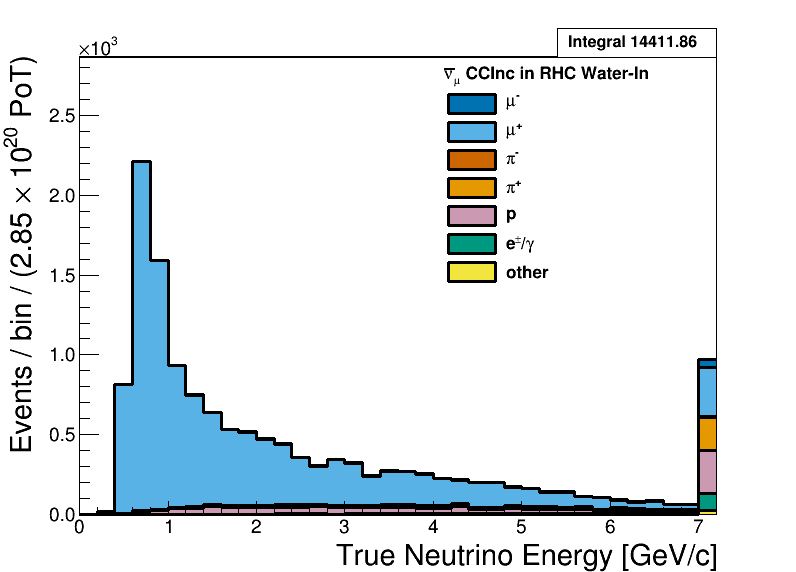 Integral 14411.86
×10³
ν̅_μ CCInc in RHC Water-In
μ⁻
μ⁺
π⁻
π⁺
p
e±/γ
other
Events / bin / (2.85 × 10²⁰ PoT)
2.5
2.0
1.5
1.0
0.5
0.0
0 1 2 3 4 5 6 7
True Neutrino Energy [GeV/c]